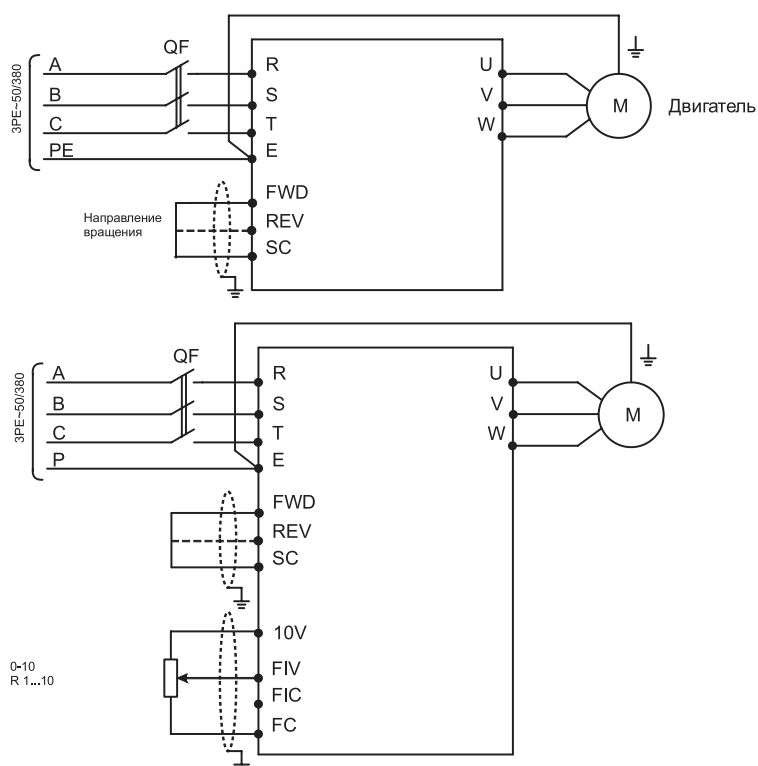 QF
3PE~50/380
A
B
C
PE
R
S
T
E
U
V
W
M
Двигатель
FWD
REV
SC
Направление
вращения
QF
3PE~50/380
A
B
C
P
R
S
T
E
U
V
W
M
FWD
REV
SC
10V
FIV
FIC
FC
0-10
R 1...10